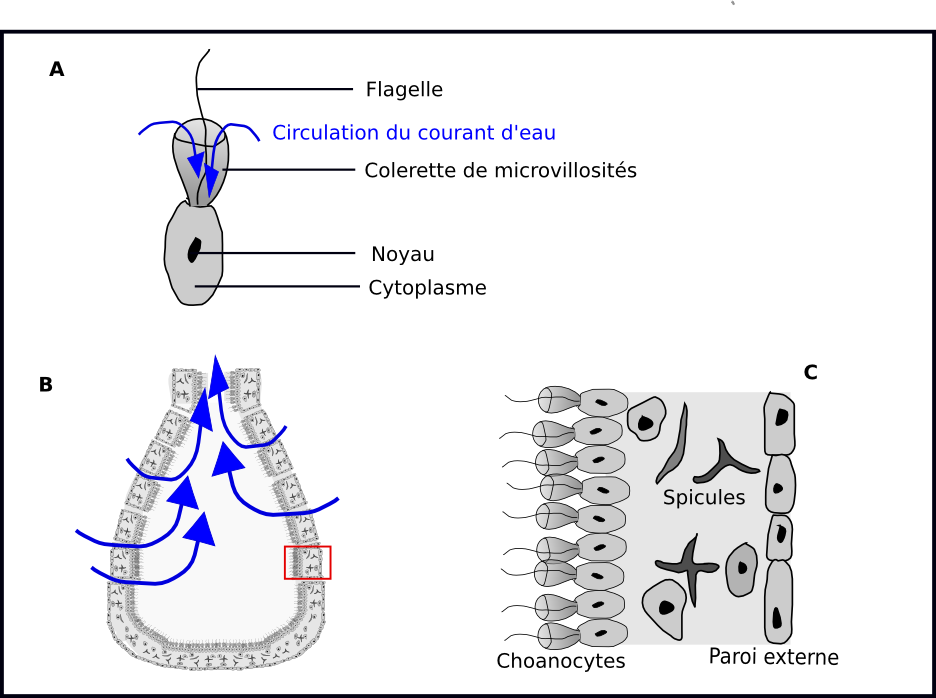 A
Flagelle
Circulation du courant d'eau
Colerette de microvillosités
Noyau
Cytoplasme
B
C
Spicules
Choanocytes
Paroi externe